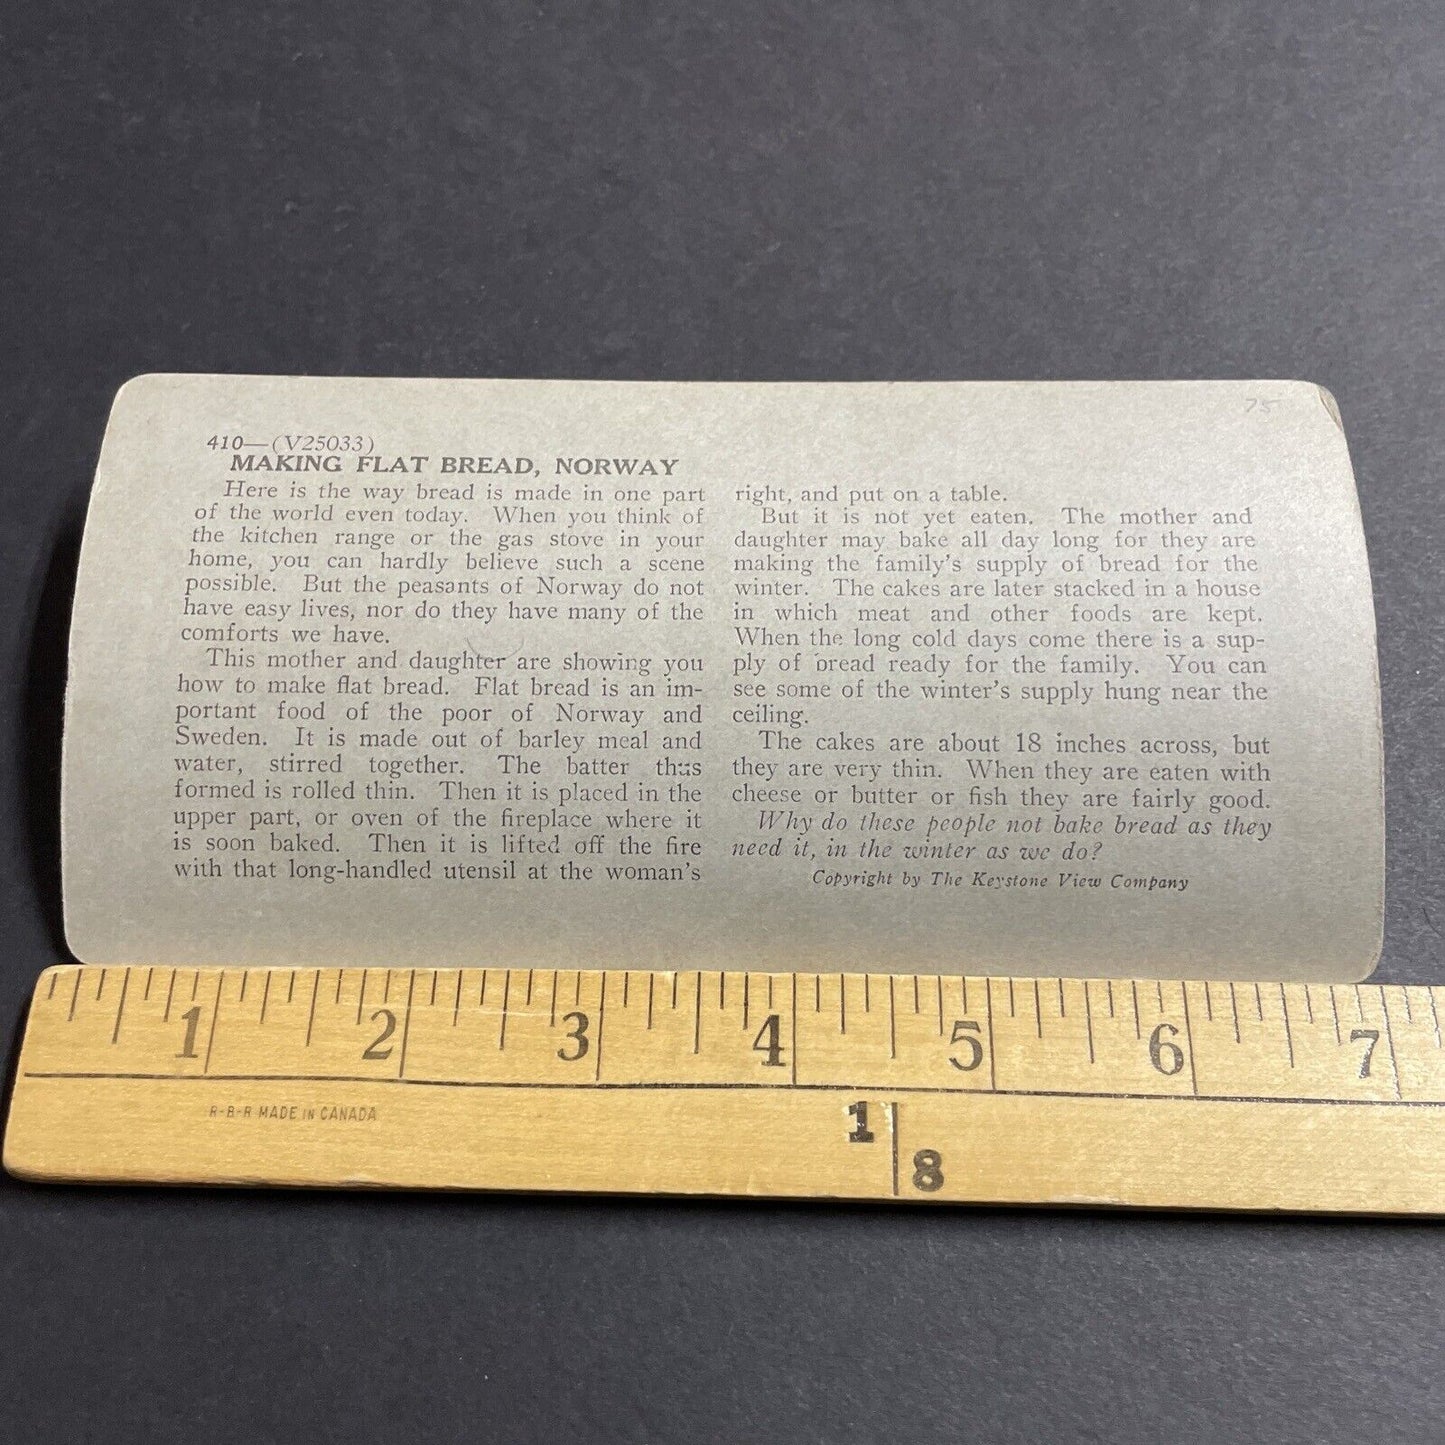 75
410—(V25033)
MAKING FLAT BREAD, NORWAY
Here is the way bread is made in one part
of the world even today. When you think of
the kitchen range or the gas stove in your
home, you can hardly believe such a scene
possible. But the peasants of Norway do not
have easy lives, nor do they have many of the
comforts we have.
This mother and daughter are showing you
how to make flat bread. Flat bread is an im-
portant food of the poor of Norway and
Sweden. It is made out of barley meal and
water, stirred together. The batter thus
formed is rolled thin. Then it is placed in the
upper part, or oven of the fireplace where it
is soon baked. Then it is lifted off the fire
with that long-handled utensil at the woman's
right, and put on a table.
But it is not yet eaten. The mother and
daughter may bake all day long for they are
making the family's supply of bread for the
winter. The cakes are later stacked in a house
in which meat and other foods are kept.
When the long cold days come there is a sup-
ply of bread ready for the family. You can
see some of the winter's supply hung near the
ceiling.
The cakes are about 18 inches across, but
they are very thin. When they are eaten with
cheese or butter or fish they are fairly good.
Why do these people not bake bread as they
need it, in the winter as we do?
Copyright by The Keystone View Company
1 2 3 4 5 6 7
R-B-R MADE IN CANADA
1
8